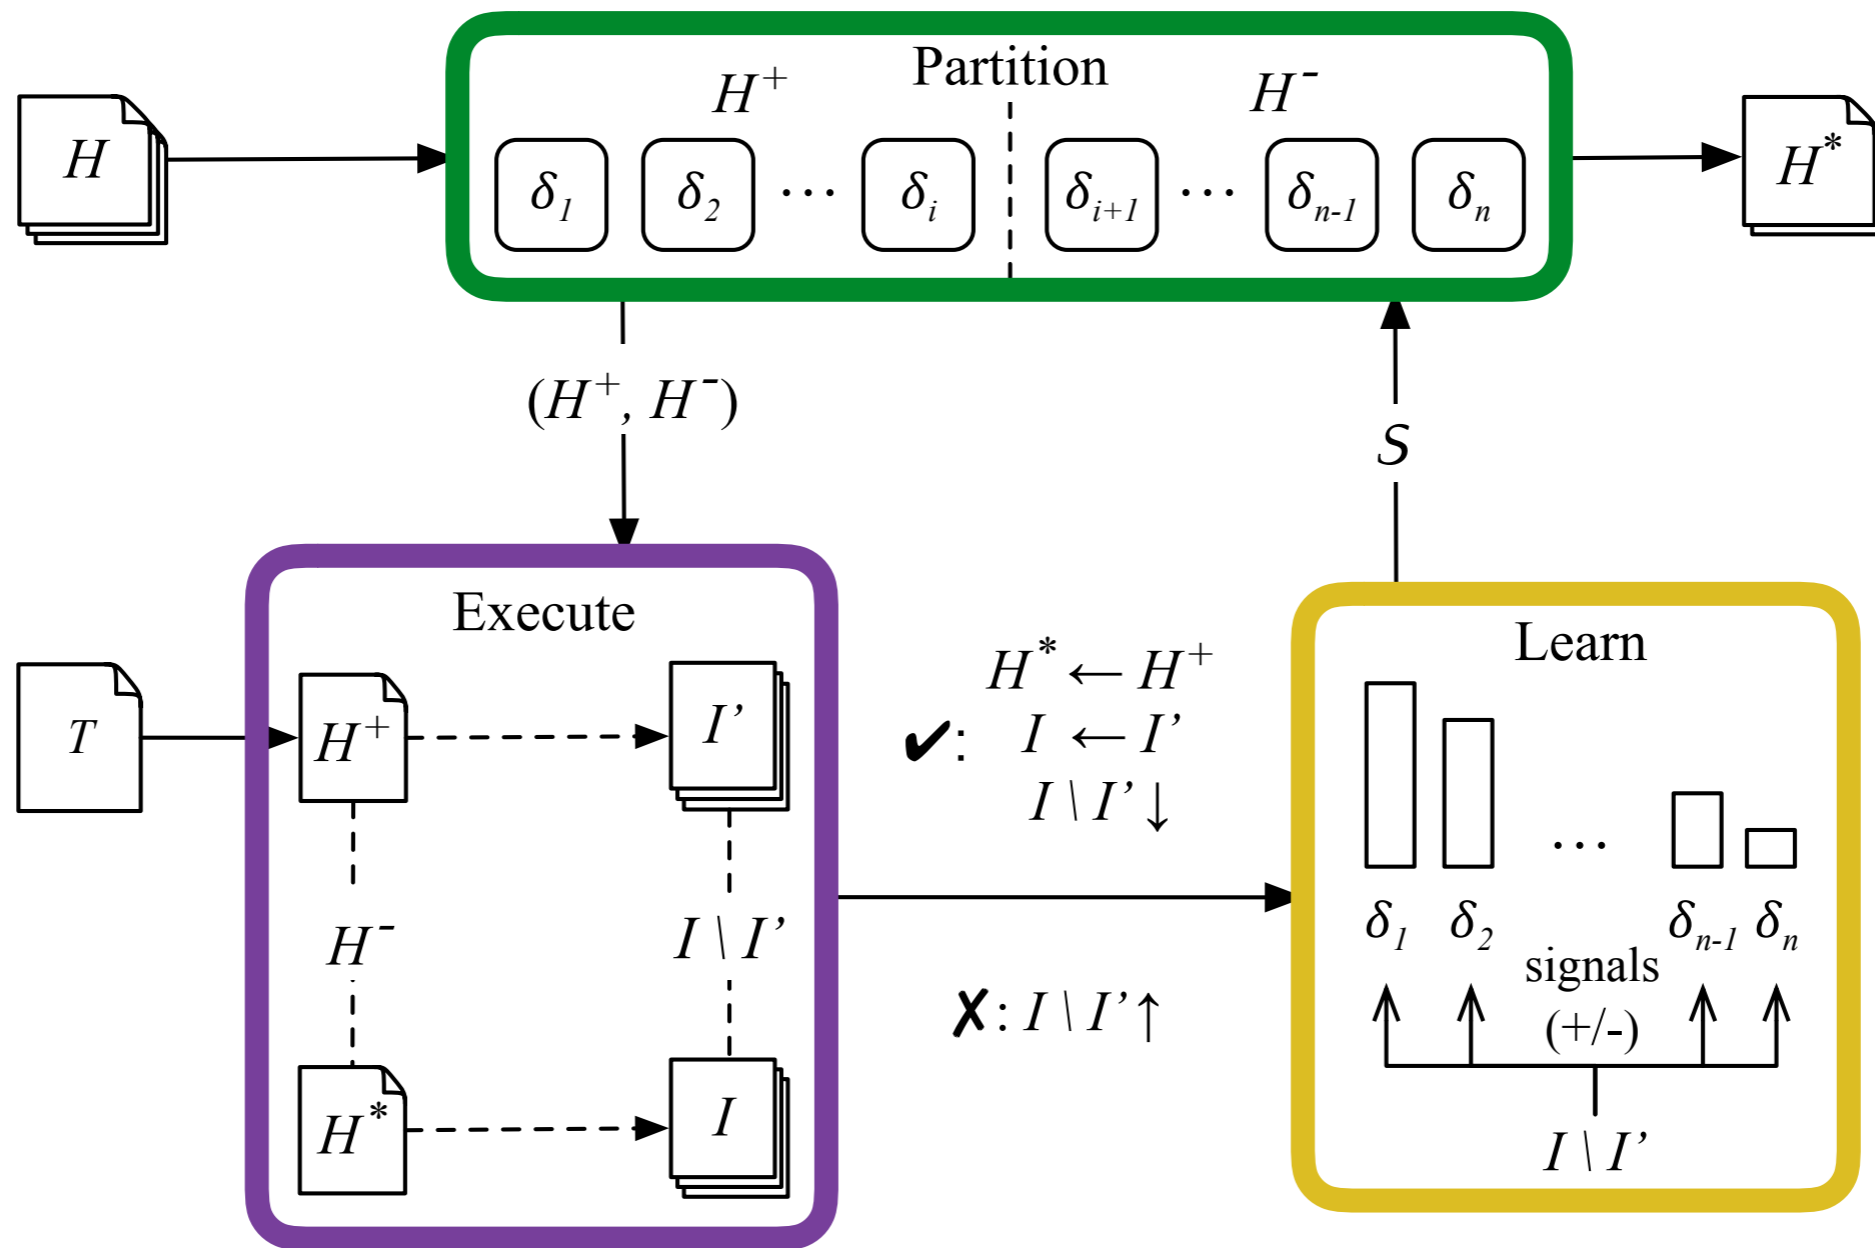 Partition
H⁺ H⁻
H δ₁ δ₂ ⋯ δᵢ δᵢ₊₁ ⋯ δₙ₋₁ δₙ H*
(H⁺, H⁻)
S
Execute
T H⁺ I’
H⁻ I \ I’
H* I
H* ← H⁺
✔: I ← I’
I \ I’ ↓
✘: I \ I’ ↑
Learn
…
δ₁ δ₂ δₙ₋₁ δₙ
signals
(+/-)
I \ I’